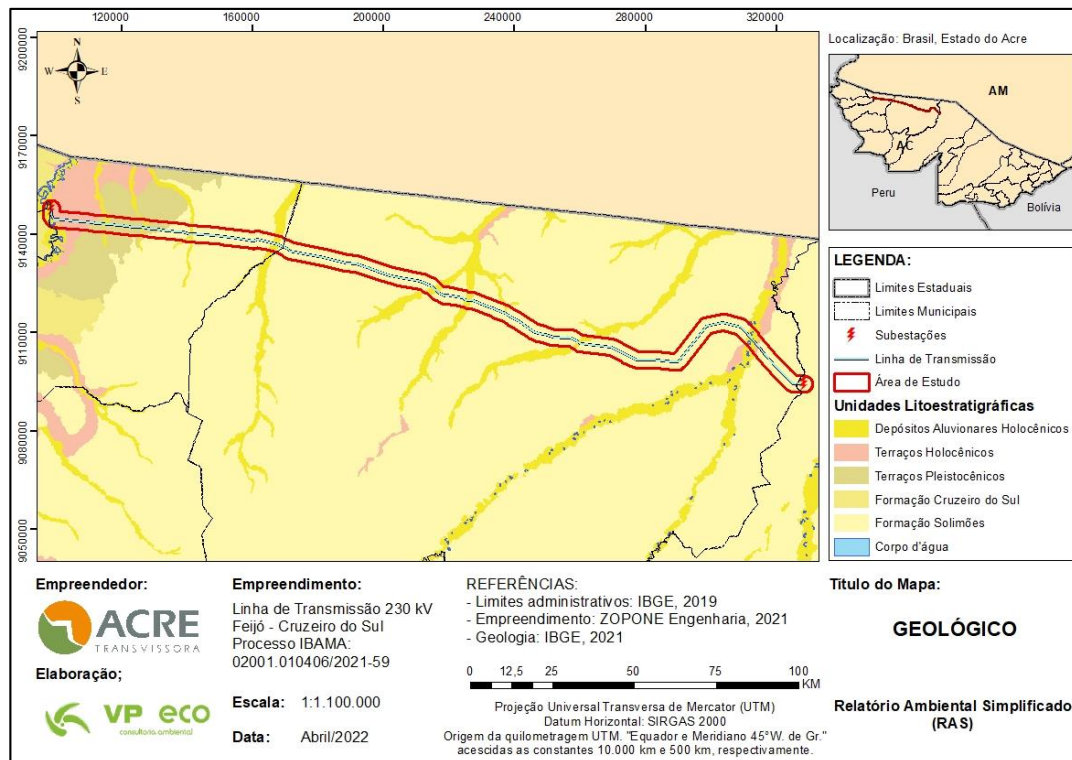 120000 160000 200000 240000 280000 320000
9200000
9170000
9140000
9110000
9080000
9050000
N
W E
S
Localização: Brasil, Estado do Acre
AM
AC
Peru
Bolívia
LEGENDA:
Limites Estaduais
Limites Municipais
Subestações
Linha de Transmissão
Área de Estudo
Unidades Litoestratigráficas
Depósitos Aluvionares Holocênicos
Terraços Holocênicos
Terraços Pleistocênicos
Formação Cruzeiro do Sul
Formação Solimões
Corpo d'água
Empreendedor:
ACRE
TRANSMISSORA
Elaboração;
VP eco
consultoria ambiental
Empreendimento:
Linha de Transmissão 230 kV
Feijó - Cruzeiro do Sul
Processo IBAMA:
02001.010406/2021-59
Escala: 1:1.100.000
Data: Abril/2022
REFERÊNCIAS:
- Limites administrativos: IBGE, 2019
- Empreendimento: ZOPONE Engenharia, 2021
- Geologia: IBGE, 2021
0 12,5 25 50 75 100
KM
Projeção Universal Transversa de Mercator (UTM)
Datum Horizontal: SIRGAS 2000
Origem da quilometragem UTM. "Equador e Meridiano 45°W. de Gr."
acescidas as constantes 10.000 km e 500 km, respectivamente.
Título do Mapa:
GEOLÓGICO
Relatório Ambiental Simplificado
(RAS)